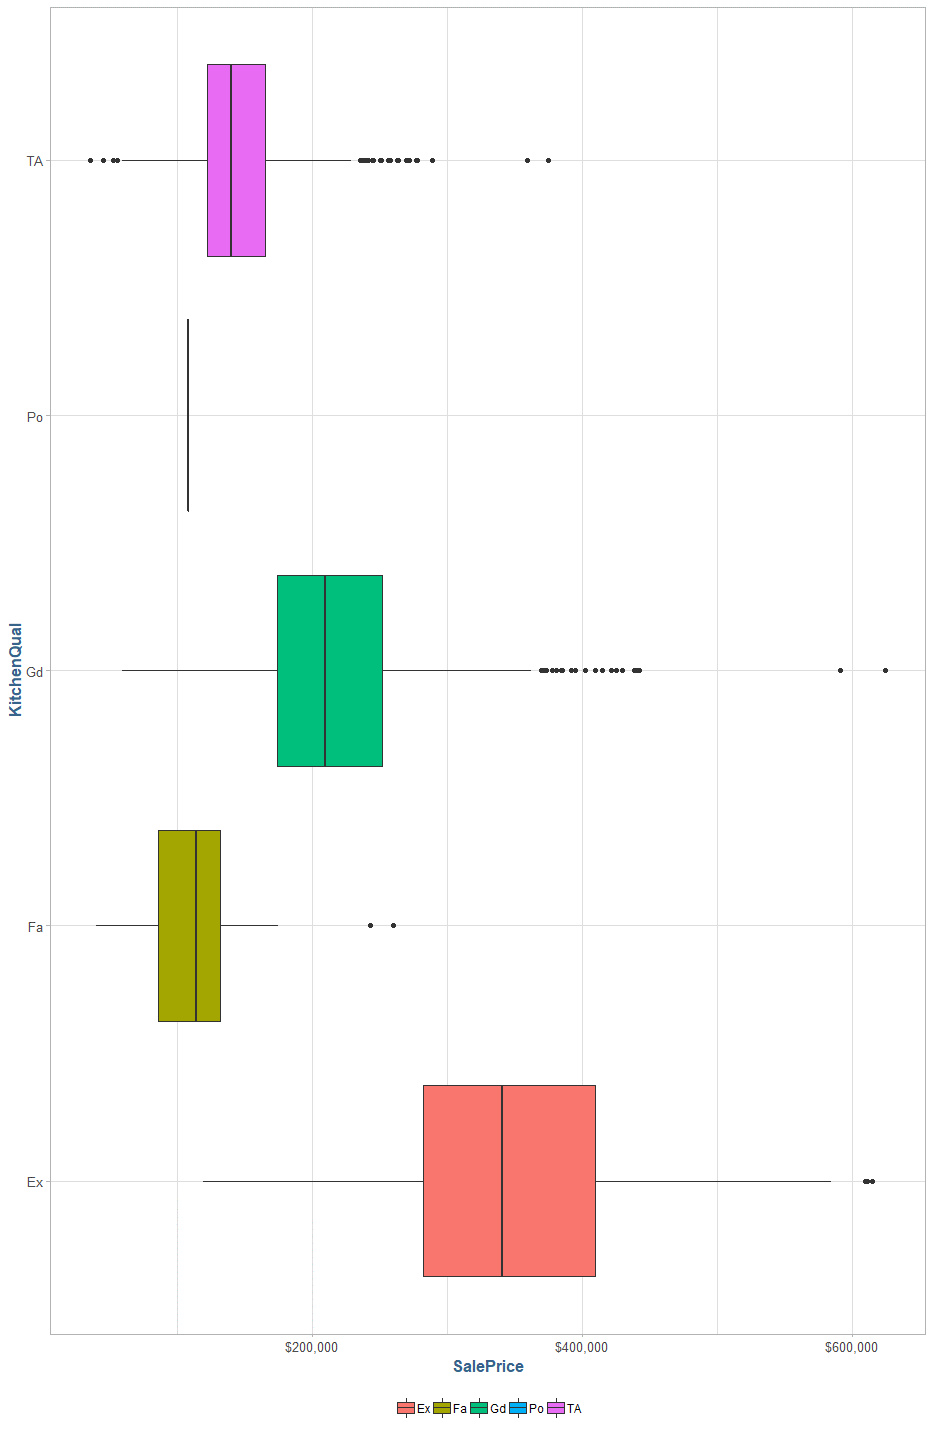 TA
Po
KitchenQual
Gd
Fa
Ex
$200,000 $400,000 $600,000
SalePrice
Ex Fa Gd Po TA